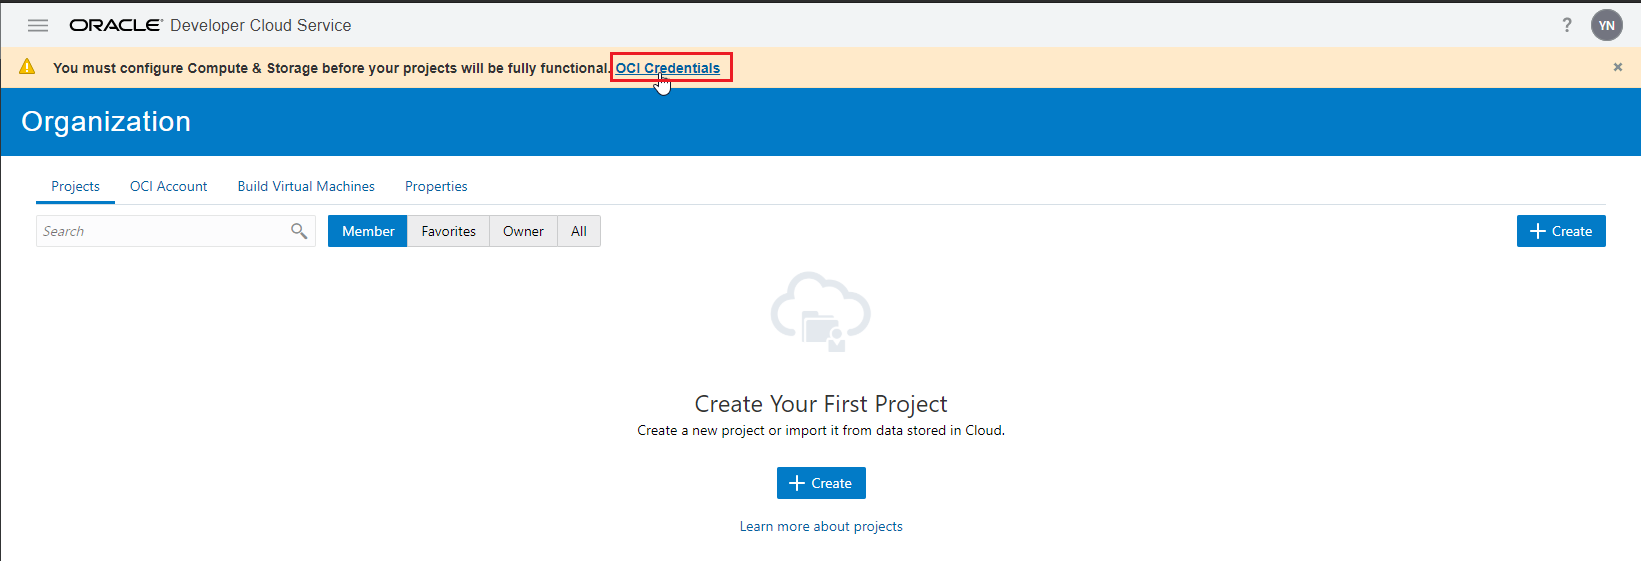 ORACLE® Developer Cloud Service ? YN
You must configure Compute & Storage before your projects will be fully functional. OCI Credentials
Organization
Projects OCI Account Build Virtual Machines Properties
Search Member Favorites Owner All Create
Create Your First Project
Create a new project or import it from data stored in Cloud.
Create
Learn more about projects